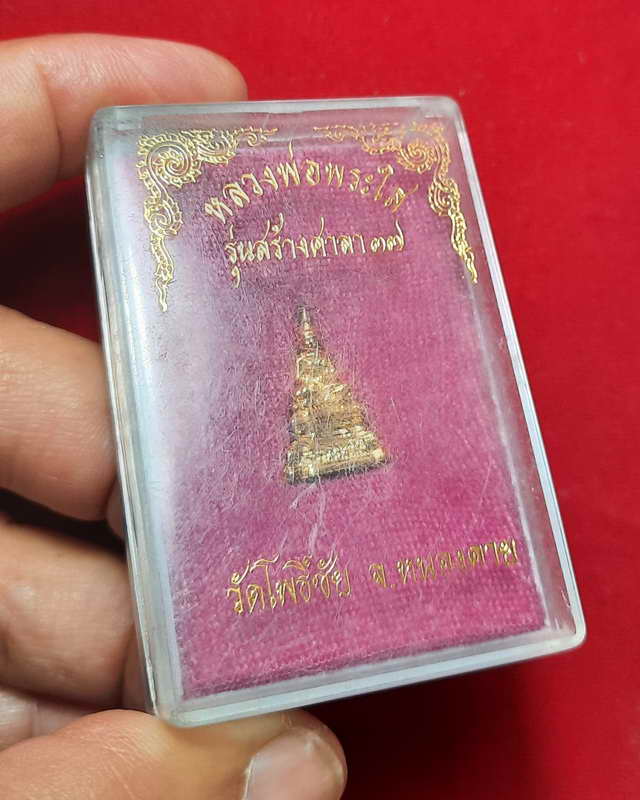 หลวงพ่อพระใส
รุ่นสร้างศาลา ๓๗
วัดโพธิ์ชัย จ.หนองคาย